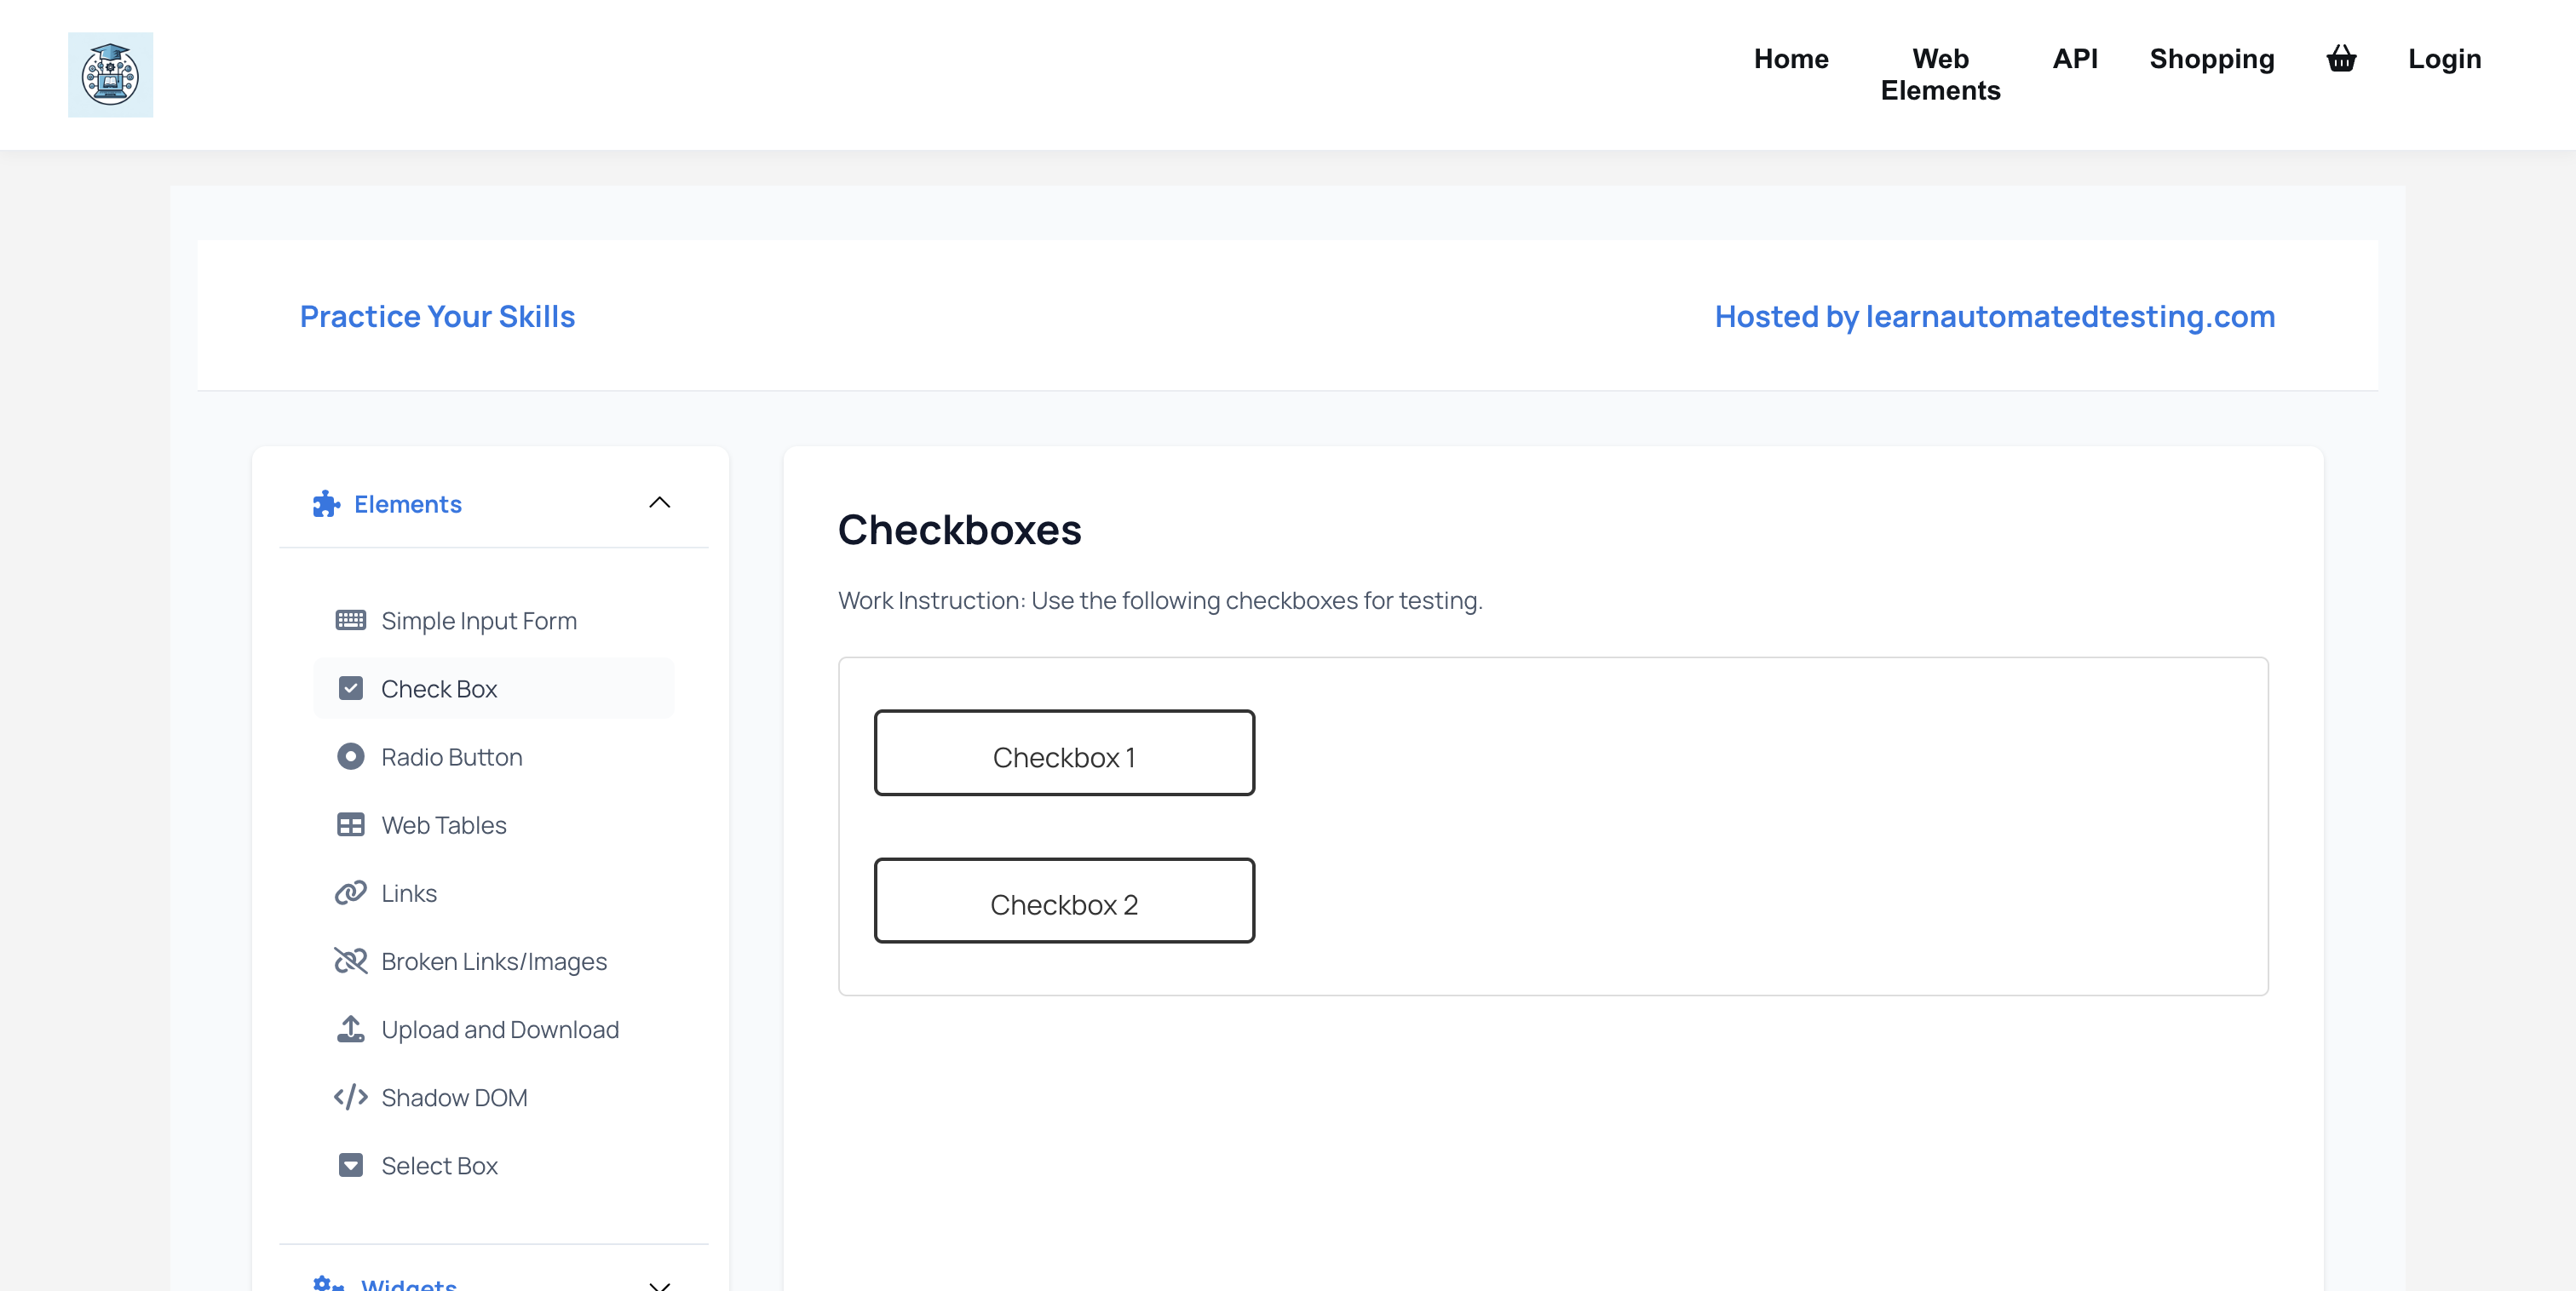 Home
Web
Elements
API
Shopping
Login
Practice Your Skills
Hosted by learnautomatedtesting.com
Elements
Simple Input Form
Check Box
Radio Button
Web Tables
Links
Broken Links/Images
Upload and Download
Shadow DOM
Select Box
Widgets
Checkboxes
Work Instruction: Use the following checkboxes for testing.
Checkbox 1
Checkbox 2